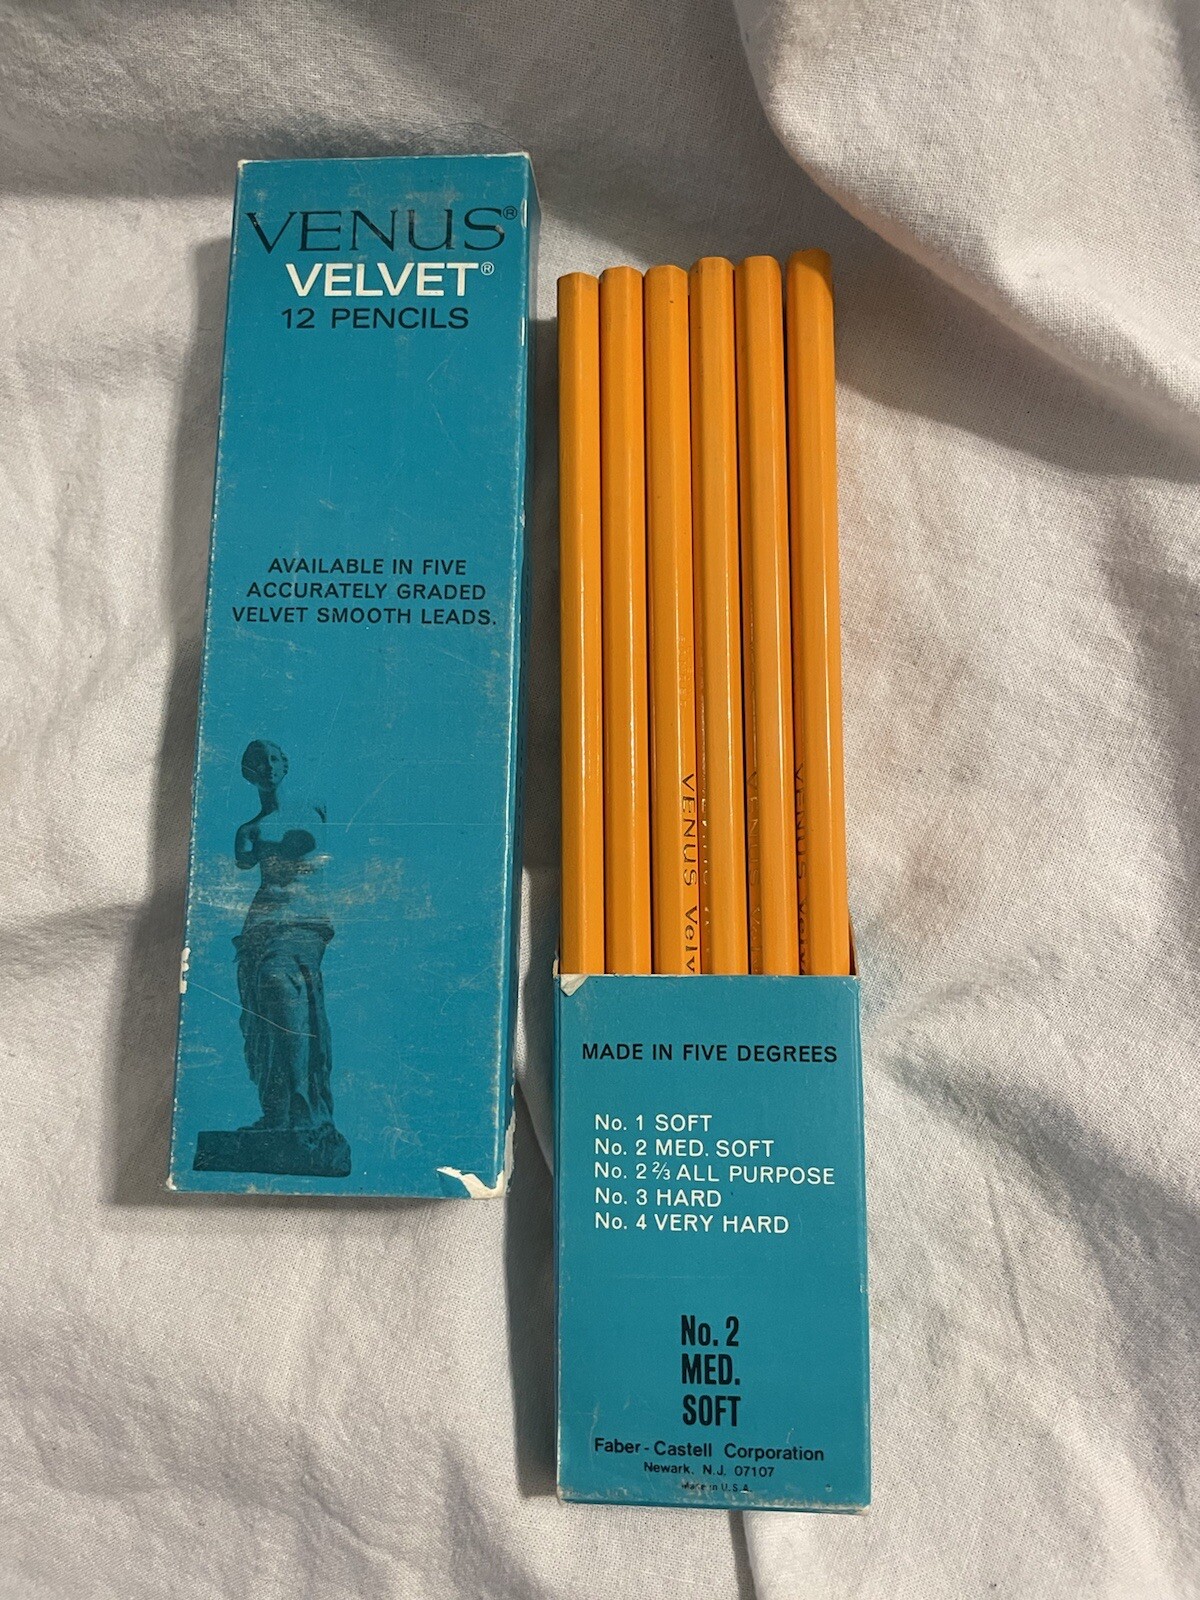 VENUS®
VELVET®
12 PENCILS
AVAILABLE IN FIVE
ACCURATELY GRADED
VELVET SMOOTH LEADS.
VENUS Velv
VENUS
VENUS Velv
MADE IN FIVE DEGREES
No. 1 SOFT
No. 2 MED. SOFT
No. 2 ⅔ ALL PURPOSE
No. 3 HARD
No. 4 VERY HARD
No. 2
MED.
SOFT
Faber-Castell Corporation
Newark, N.J. 07107
Made in U.S.A.